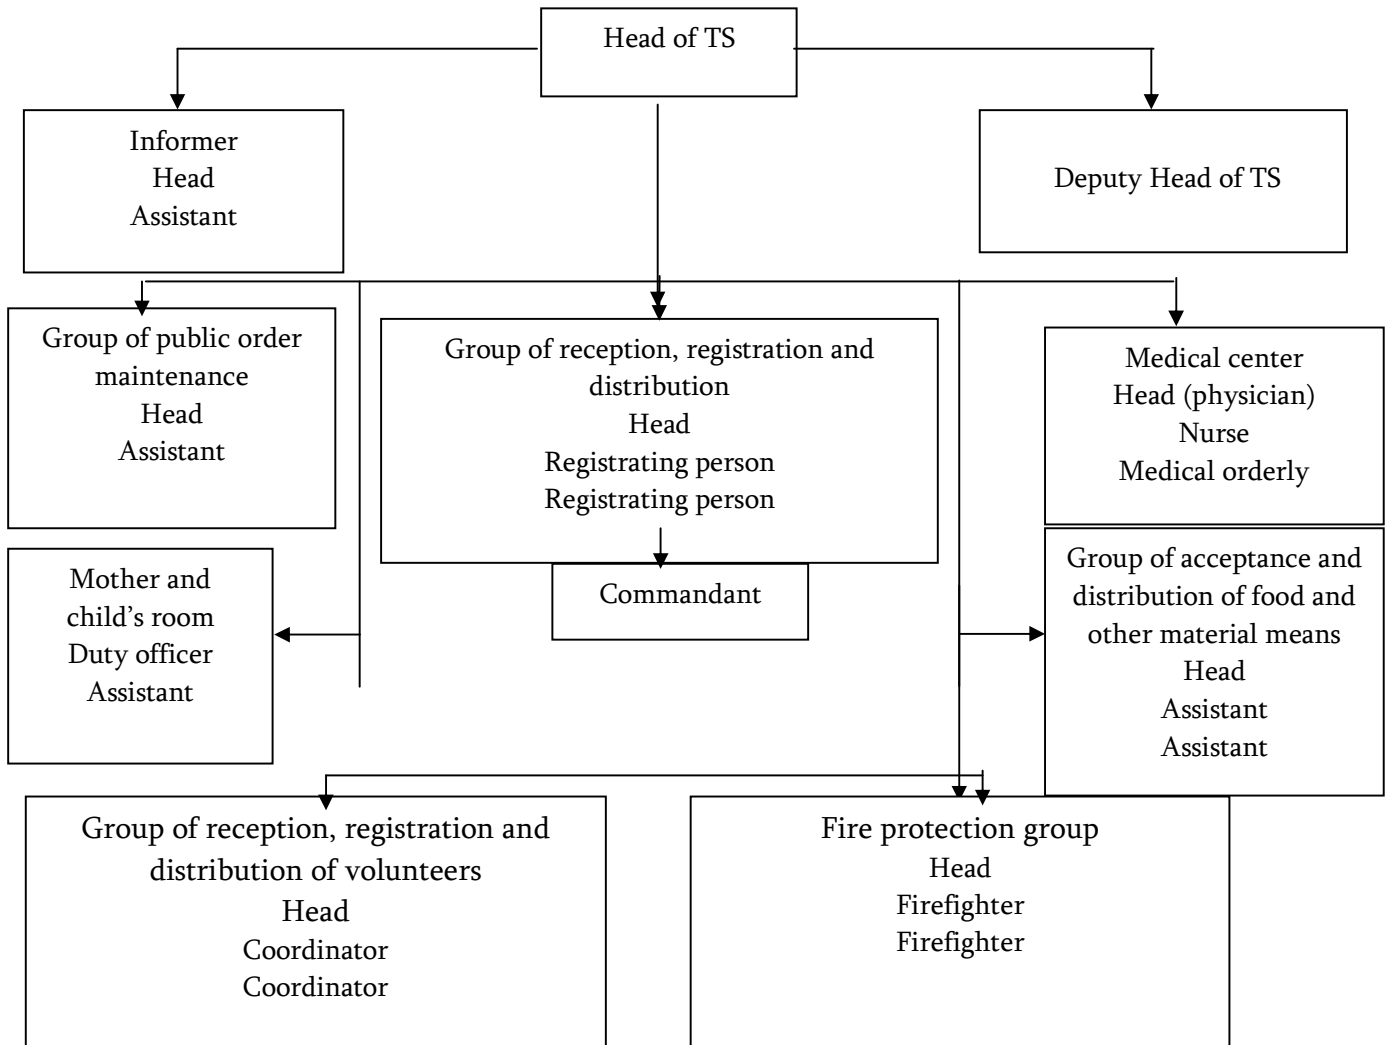 Head of TS
Informer
Head
Assistant
Deputy Head of TS
Group of public order
maintenance
Head
Assistant
Group of reception, registration and
distribution
Head
Registrating person
Registrating person
Medical center
Head (physician)
Nurse
Medical orderly
Mother and
child’s room
Duty officer
Assistant
Commandant
Group of acceptance and
distribution of food and
other material means
Head
Assistant
Assistant
Group of reception, registration and
distribution of volunteers
Head
Coordinator
Coordinator
Fire protection group
Head
Firefighter
Firefighter